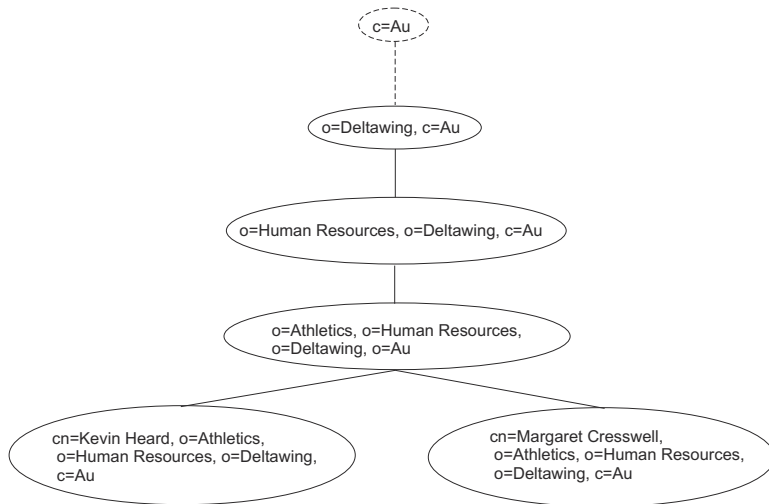 c=Au
o=Deltawing, c=Au
o=Human Resources, o=Deltawing, c=Au
o=Athletics, o=Human Resources,
o=Deltawing, o=Au
cn=Kevin Heard, o=Athletics,
o=Human Resources, o=Deltawing,
c=Au
cn=Margaret Cresswell,
o=Athletics, o=Human Resources,
o=Deltawing, c=Au